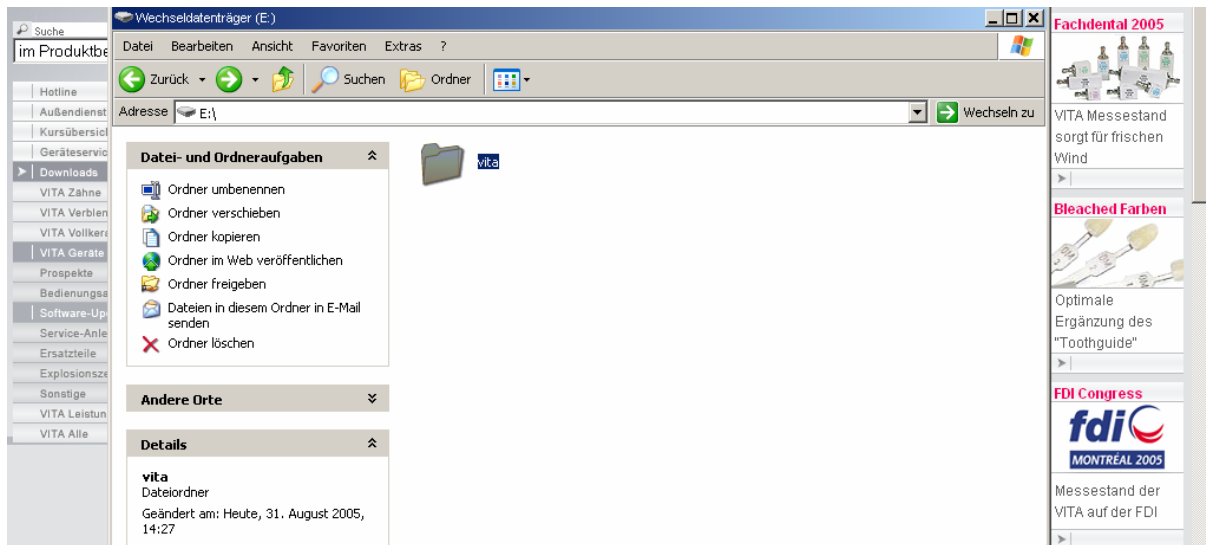 Suche
im Produktbe
Hotline
Außendienst
Kursübersicl
Geräteservic
Downloads
VITA Zähne
VITA Verblen
VITA Vollkera
VITA Geräte
Prospekte
Bedienungsa
Software-Up
Service-Anle
Ersatzteile
Explosionsze
Sonstige
VITA Leistun
VITA Alle
Wechseldatenträger (E:)
Datei Bearbeiten Ansicht Favoriten Extras ?
Zurück Suchen Ordner
Adresse E:\ Wechseln zu
Datei- und Ordneraufgaben
Ordner umbenennen
Ordner verschieben
Ordner kopieren
Ordner im Web veröffentlichen
Ordner freigeben
Dateien in diesem Ordner in E-Mail
senden
Ordner löschen
Andere Orte
Details
vita
Dateiordner
Geändert am: Heute, 31. August 2005,
14:27
vita
Fachdental 2005
VITA Messestand
sorgt für frischen
Wind
Bleached Farben
Optimale
Ergänzung des
"Toothguide"
FDI Congress
fdi
MONTRÉAL 2005
Messestand der
VITA auf der FDI